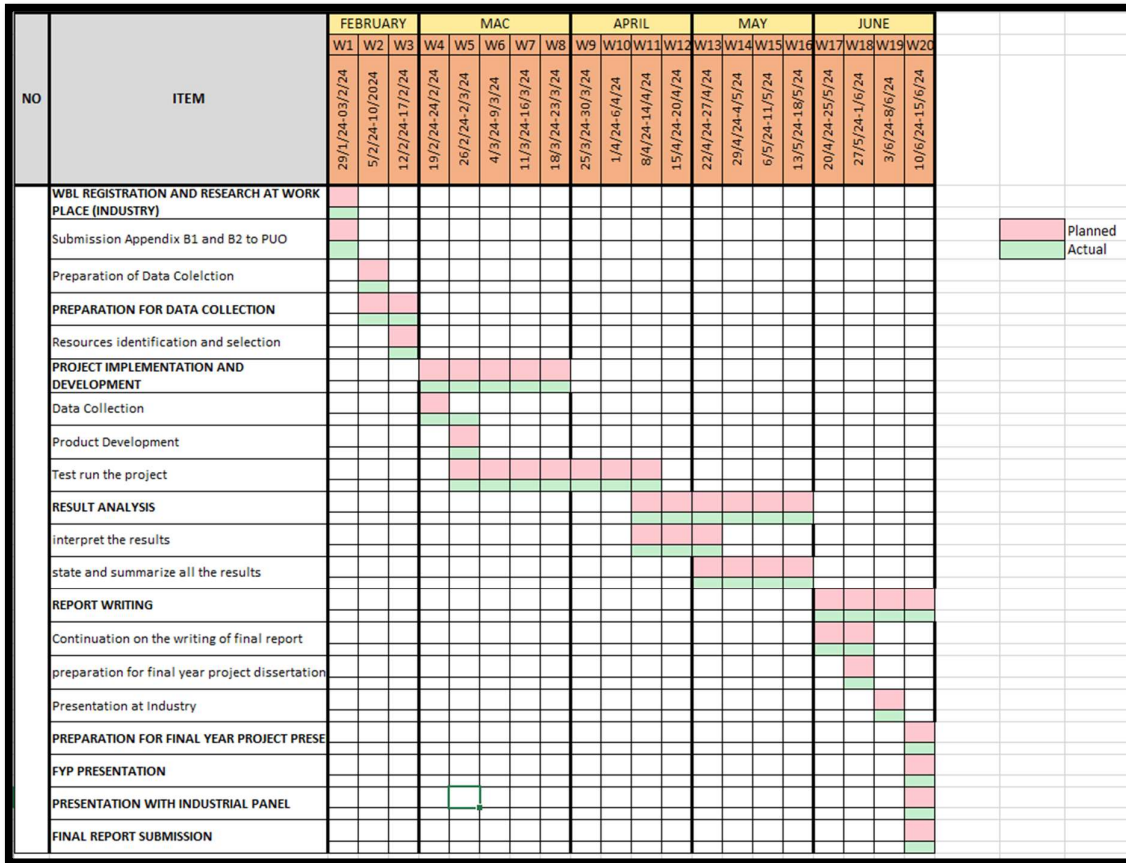 FEBRUARY MAC APRIL MAY JUNE
NO ITEM W1 W2 W3 W4 W5 W6 W7 W8 W9 W10 W11 W12 W13 W14 W15 W16 W17 W18 W19 W20
29/1/24-03/2/24
5/2/24-10/2024
12/2/24-17/2/24
19/2/24-24/2/24
26/2/24-2/3/24
4/3/24-9/3/24
11/3/24-16/3/24
18/3/24-23/3/24
25/3/24-30/3/24
1/4/24-6/4/24
8/4/24-14/4/24
15/4/24-20/4/24
22/4/24-27/4/24
29/4/24-4/5/24
6/5/24-11/5/24
13/5/24-18/5/24
20/4/24-25/5/24
27/5/24-1/6/24
3/6/24-8/6/24
10/6/24-15/6/24
WBL REGISTRATION AND RESEARCH AT WORK
PLACE (INDUSTRY)
Submission Appendix B1 and B2 to PUO
Preparation of Data Colelction
PREPARATION FOR DATA COLLECTION
Resources identification and selection
PROJECT IMPLEMENTATION AND
DEVELOPMENT
Data Collection
Product Development
Test run the project
RESULT ANALYSIS
interpret the results
state and summarize all the results
REPORT WRITING
Continuation on the writing of final report
preparation for final year project dissertation
Presentation at Industry
PREPARATION FOR FINAL YEAR PROJECT PRESE
FYP PRESENTATION
PRESENTATION WITH INDUSTRIAL PANEL
FINAL REPORT SUBMISSION
Planned
Actual